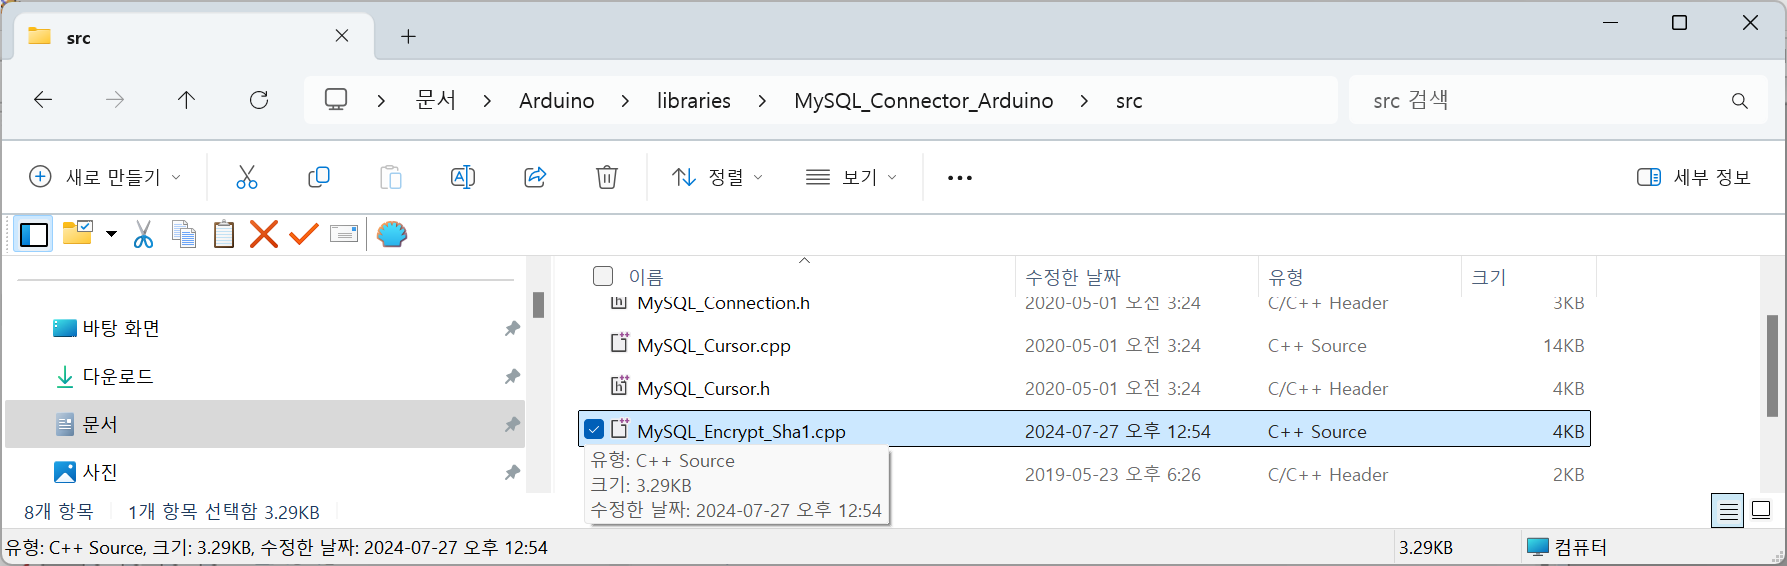 src
문서 Arduino libraries MySQL_Connector_Arduino src
src 검색
새로 만들기 정렬 보기 세부 정보
이름 수정한 날짜 유형 크기
바탕 화면
다운로드
문서
사진
MySQL_Connection.h 2020-05-01 오전 3:24 C/C++ Header 3KB
MySQL_Cursor.cpp 2020-05-01 오전 3:24 C++ Source 14KB
MySQL_Cursor.h 2020-05-01 오전 3:24 C/C++ Header 4KB
MySQL_Encrypt_Sha1.cpp 2024-07-27 오후 12:54 C++ Source 4KB
2019-05-23 오후 6:26 C/C++ Header 2KB
유형: C++ Source
크기: 3.29KB
수정한 날짜: 2024-07-27 오후 12:54
8개 항목 1개 항목 선택함 3.29KB
유형: C++ Source, 크기: 3.29KB, 수정한 날짜: 2024-07-27 오후 12:54 3.29KB 컴퓨터